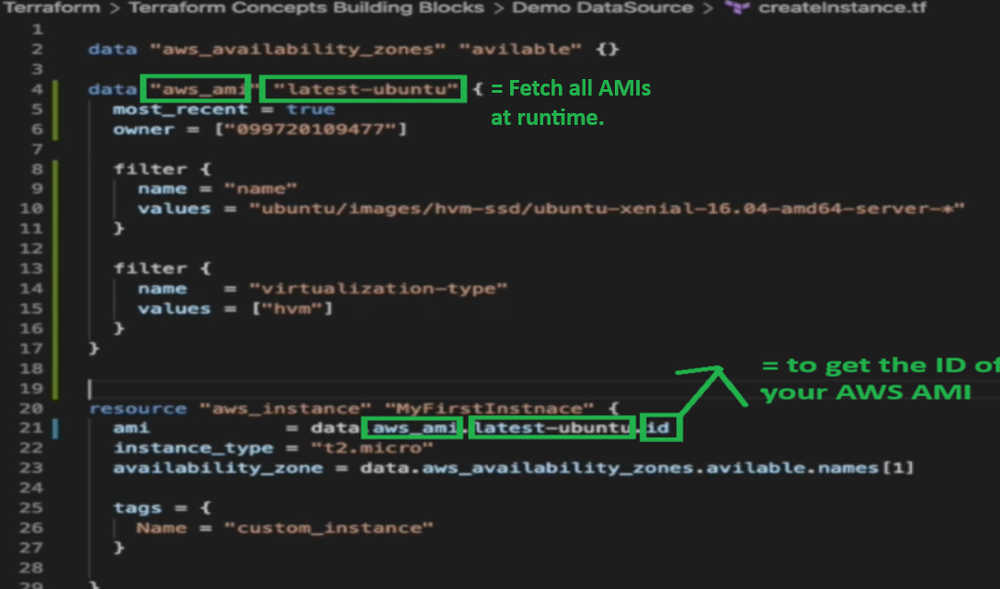 Terraform > Terraform Concepts Building Blocks > Demo DataSource > createInstance.tf
1
2 data "aws_availability_zones" "avilable" {}
3
4 data "aws_ami" "latest-ubuntu" { = Fetch all AMIs
at runtime.
5 most_recent = true
6 owner = ["099720109477"]
7
8 filter {
9 name = "name"
10 values = "ubuntu/images/hvm-ssd/ubuntu-xenial-16.04-amd64-server-*"
11 }
12
13 filter {
14 name = "virtualization-type"
15 values = ["hvm"]
16 }
17 }
18
= to get the ID of
your AWS AMI
19
20 resource "aws_instance" "MyFirstInstnace" {
21 ami = data.aws_ami.latest-ubuntu.id
22 instance_type = "t2.micro"
23 availability_zone = data.aws_availability_zones.avilable.names[1]
24
25 tags = {
26 Name = "custom_instance"
27 }
28
29 }